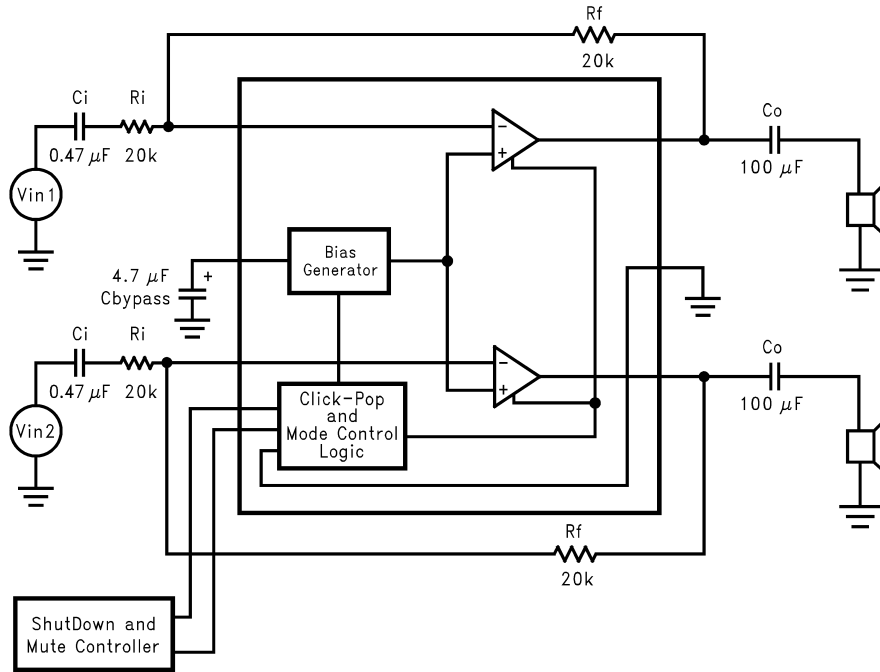 Rf
20k
Ci
Ri
0.47 μF
20k
Vin1
−
+
Co
100 μF
Bias
Generator
4.7 μF
+
Cbypass
Ci
Ri
0.47 μF
20k
Vin2
−
+
Co
100 μF
Click-Pop
and
Mode Control
Logic
Rf
20k
ShutDown and
Mute Controller